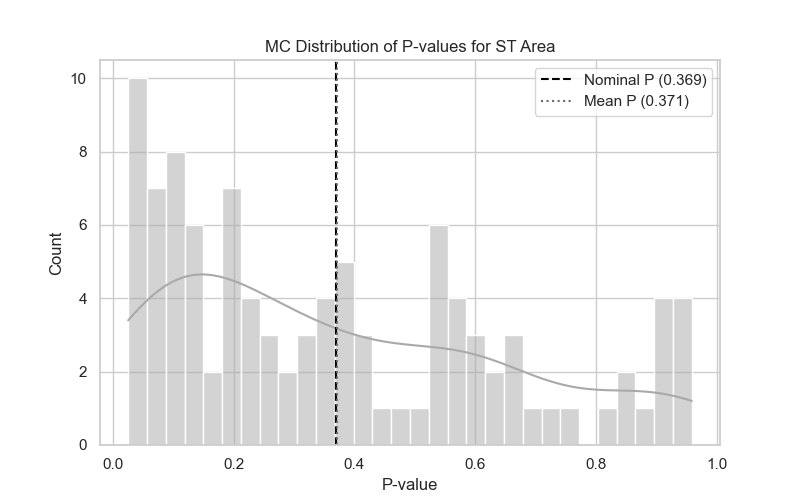 MC Distribution of P-values for ST Area
Nominal P (0.369)
Mean P (0.371)
Count
10
8
6
4
2
0
0.0 0.2 0.4 0.6 0.8 1.0
P-value